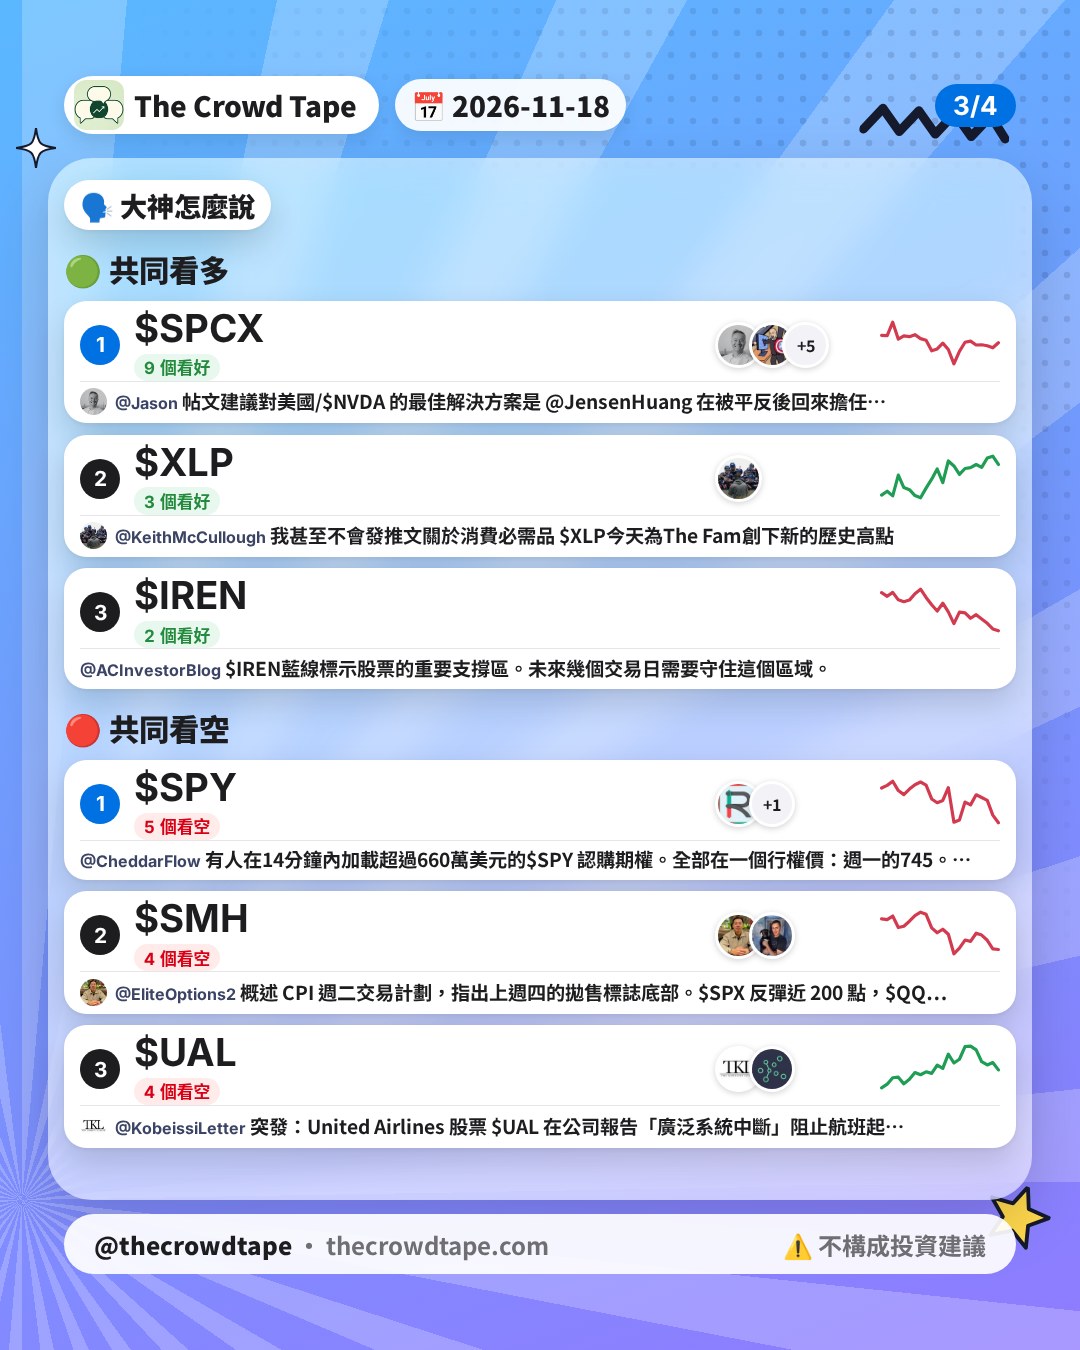 The Crowd Tape
July
2026-11-18
3/4
大神怎麼說
共同看多
1
$SPCX
9 個看好
+5
@Jason 帖文建議對美國/$NVDA 的最佳解決方案是 @JensenHuang 在被平反後回來擔任…
2
$XLP
3 個看好
@KeithMcCullough 我甚至不會發推文關於消費必需品 $XLP今天為The Fam創下新的歷史高點
3
$IREN
2 個看好
@ACInvestorBlog $IREN藍線標示股票的重要支撐區。未來幾個交易日需要守住這個區域。
共同看空
1
$SPY
5 個看空
R
+1
@CheddarFlow 有人在14分鐘內加載超過660萬美元的$SPY 認購期權。全部在一個行權價：週一的745。…
2
$SMH
4 個看空
@EliteOptions2 概述 CPI 週二交易計劃，指出上週四的拋售標誌底部。$SPX 反彈近 200 點，$QQ...
3
$UAL
4 個看空
TKL
TKL @KobeissiLetter 突發：United Airlines 股票 $UAL 在公司報告「廣泛系統中斷」阻止航班起…
@thecrowdtape • thecrowdtape.com
不構成投資建議